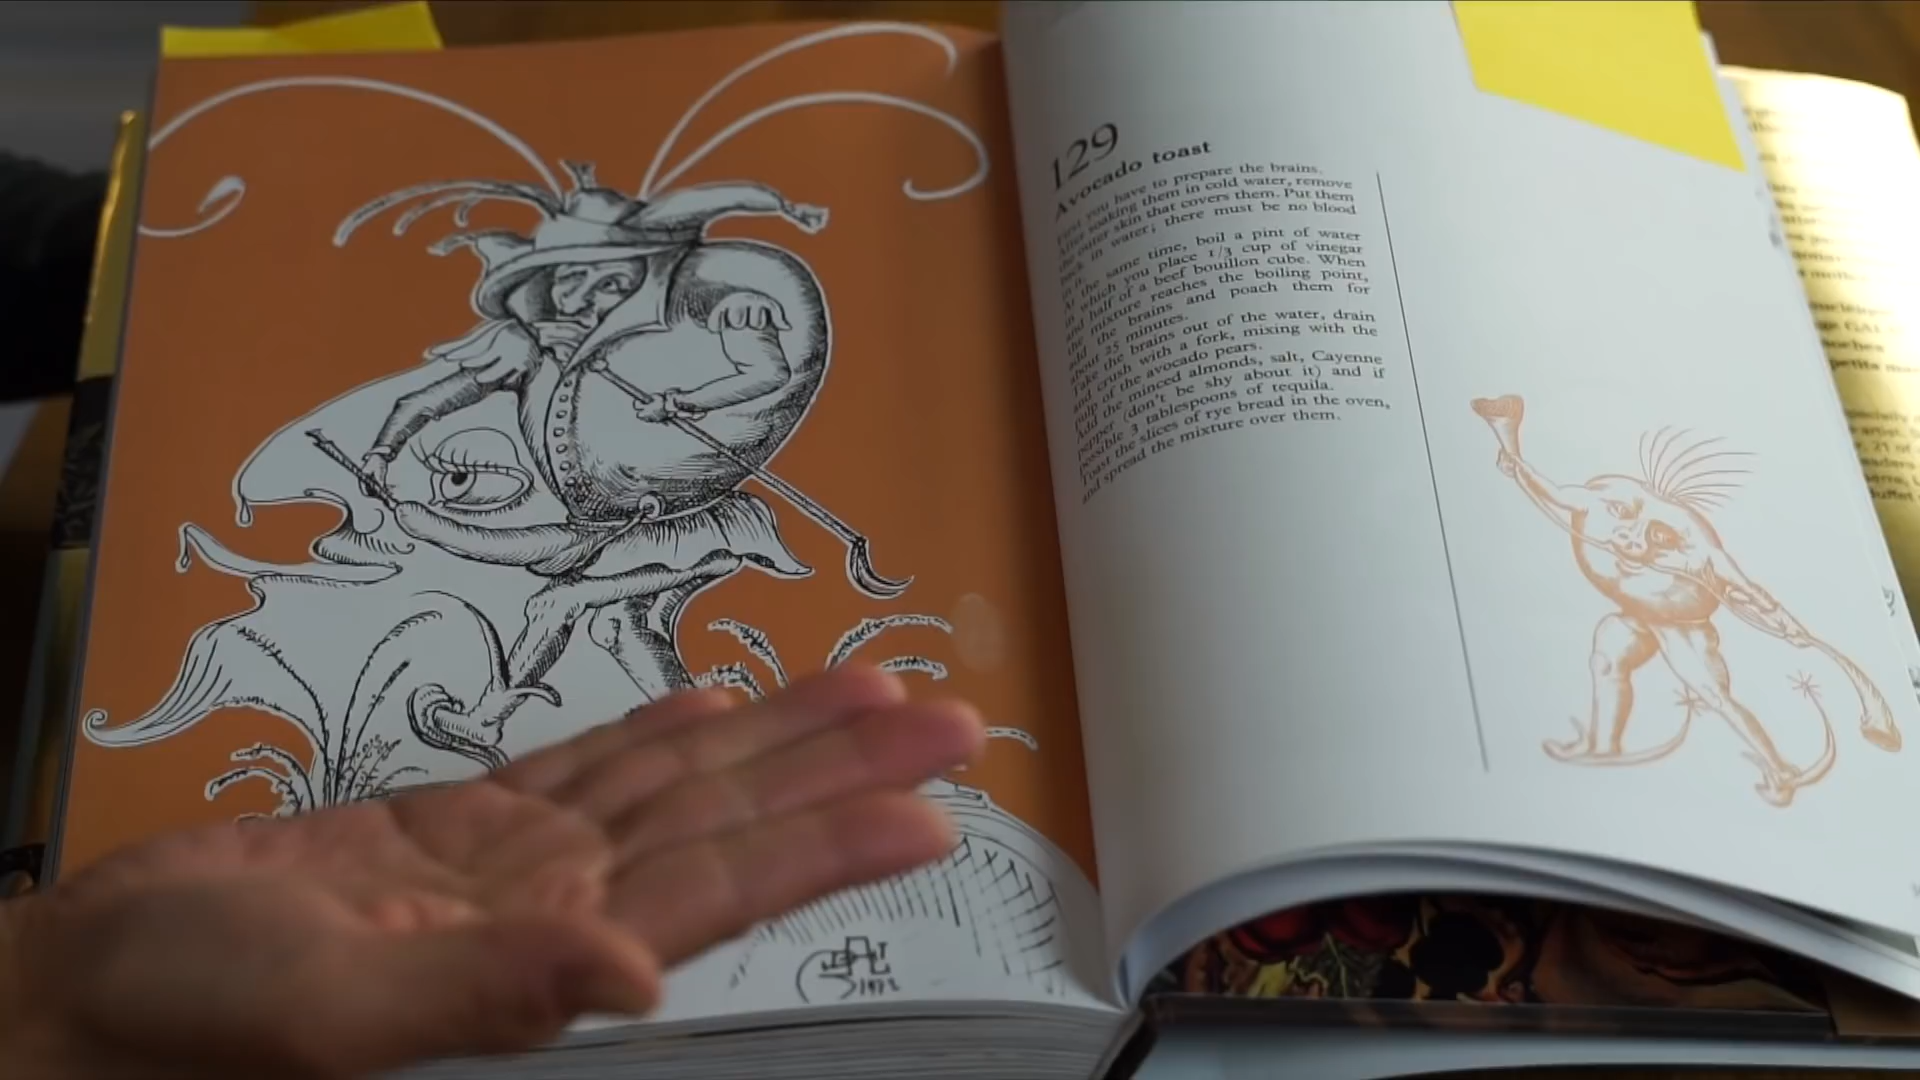 129
Avocado toast
First you have to prepare the brains.
After soaking them in cold water, remove
the outer skin that covers them. Put them
back in water; there must be no blood
in it.
At the same time, boil a pint of water
in which you place 1/3 cup of vinegar
and half of a beef bouillon cube. When
the mixture reaches the boiling point,
add the brains and poach them for
about 25 minutes.
Take the brains out of the water, drain
and crush with a fork, mixing with the
pulp of the avocado pears.
Add the minced almonds, salt, Cayenne
pepper (don't be shy about it) and if
possible 3 tablespoons of tequila.
Toast the slices of rye bread in the oven,
and spread the mixture over them.